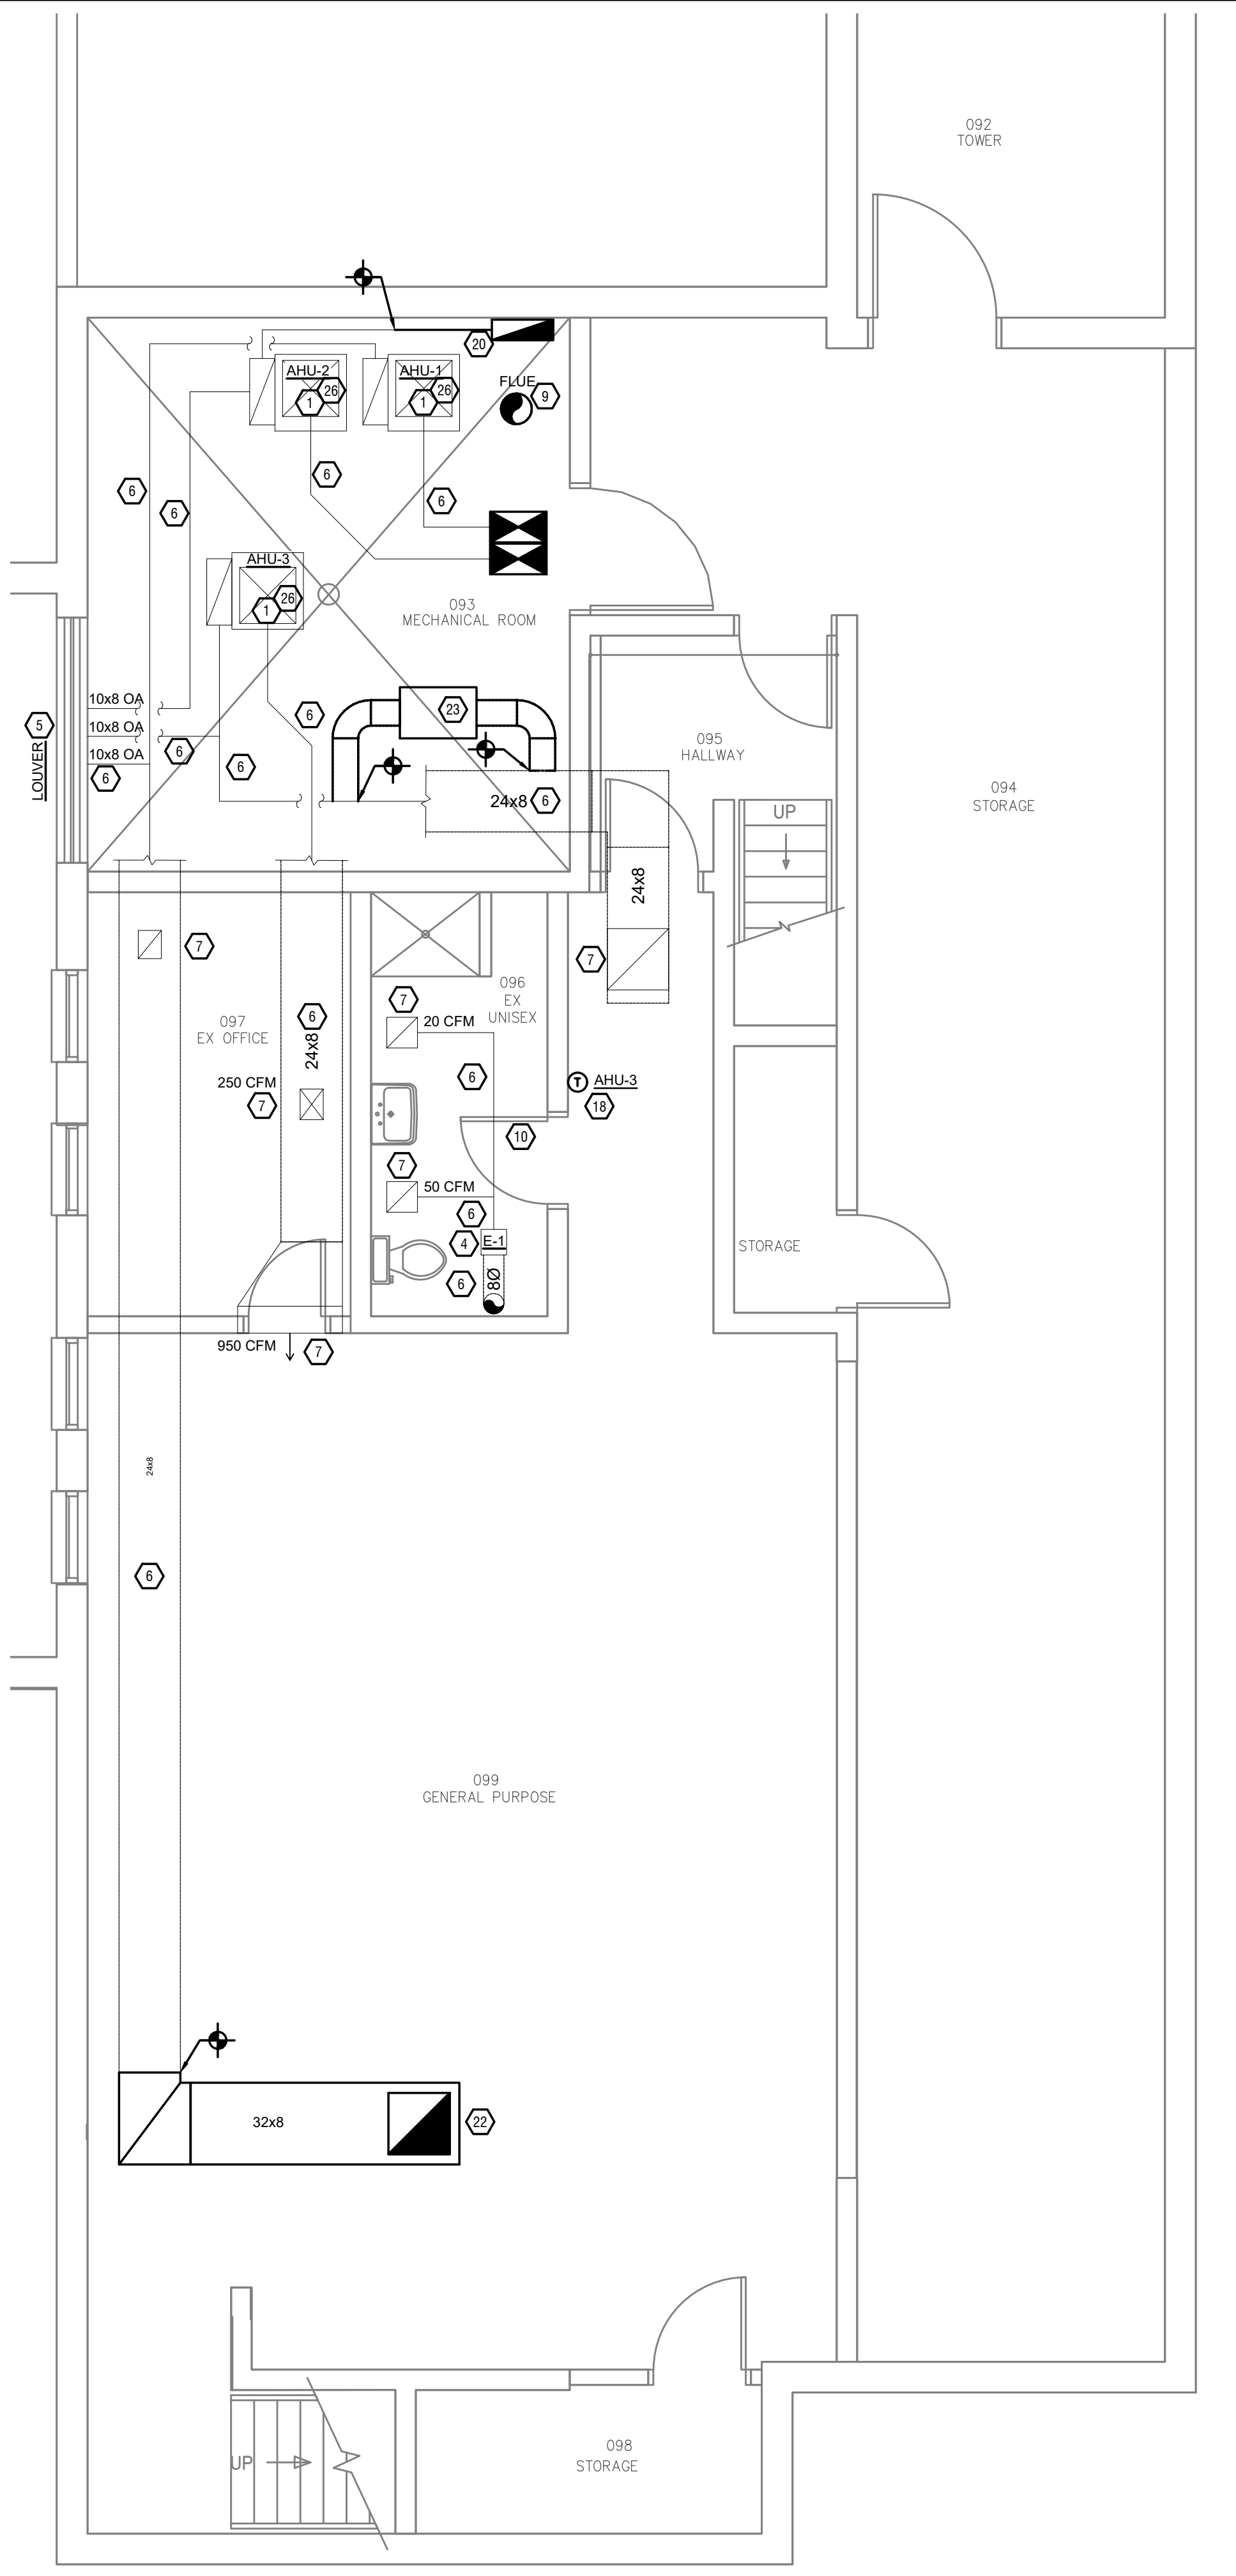 092
TOWER
20
AHU-2
26
1
AHU-1
26
1
FLUE
9
6
6
6
6
AHU-3
26
1
093
MECHANICAL ROOM
10x8 OA
10x8 OA
10x8 OA
5
LOUVER
6
6
6
6
23
24x8
6
095
HALLWAY
094
STORAGE
UP
24x8
7
7
097
EX OFFICE
6
24x8
250 CFM
7
096
EX
UNISEX
7
20 CFM
6
T
AHU-3
18
10
7
50 CFM
6
4
E-1
6
8Ø
STORAGE
950 CFM
7
24x8
6
099
GENERAL PURPOSE
32x8
22
UP
098
STORAGE